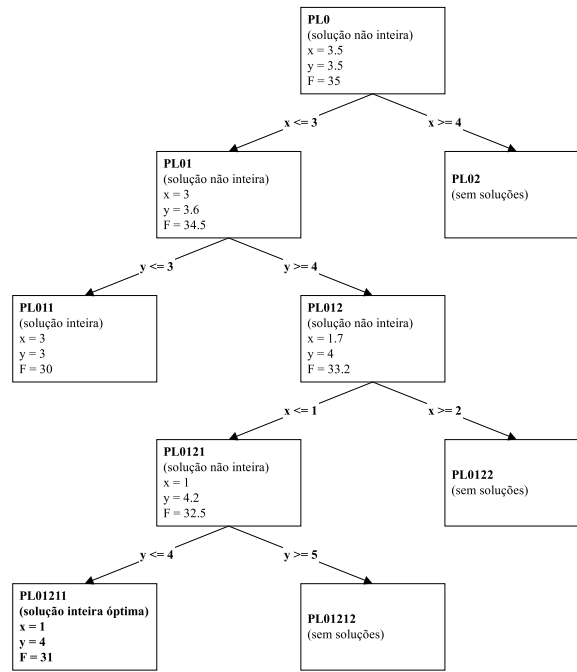 PL0
(solução não inteira)
x = 3.5
y = 3.5
F = 35
x <= 3
x >= 4
PL01
(solução não inteira)
x = 3
y = 3.6
F = 34.5
PL02
(sem soluções)
y <= 3
y >= 4
PL011
(solução inteira)
x = 3
y = 3
F = 30
PL012
(solução não inteira)
x = 1.7
y = 4
F = 33.2
x <= 1
x >= 2
PL0121
(solução não inteira)
x = 1
y = 4.2
F = 32.5
PL0122
(sem soluções)
y <= 4
y >= 5
PL01211
(solução inteira óptima)
x = 1
y = 4
F = 31
PL01212
(sem soluções)